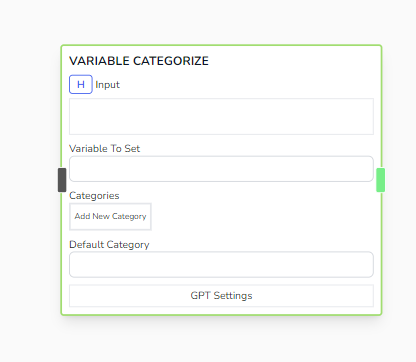 VARIABLE CATEGORIZE
H Input
Variable To Set
Categories
Add New Category
Default Category
GPT Settings